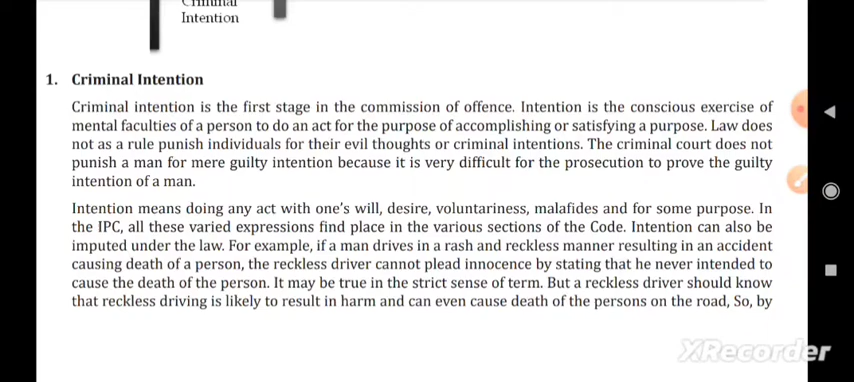 Criminal
Intention
1. Criminal Intention
Criminal intention is the first stage in the commission of offence. Intention is the conscious exercise of
mental faculties of a person to do an act for the purpose of accomplishing or satisfying a purpose. Law does
not as a rule punish individuals for their evil thoughts or criminal intentions. The criminal court does not
punish a man for mere guilty intention because it is very difficult for the prosecution to prove the guilty
intention of a man.
Intention means doing any act with one's will, desire, voluntariness, malafides and for some purpose. In
the IPC, all these varied expressions find place in the various sections of the Code. Intention can also be
imputed under the law. For example, if a man drives in a rash and reckless manner resulting in an accident
causing death of a person, the reckless driver cannot plead innocence by stating that he never intended to
cause the death of the person. It may be true in the strict sense of term. But a reckless driver should know
that reckless driving is likely to result in harm and can even cause death of the persons on the road, So, by
XRecorder